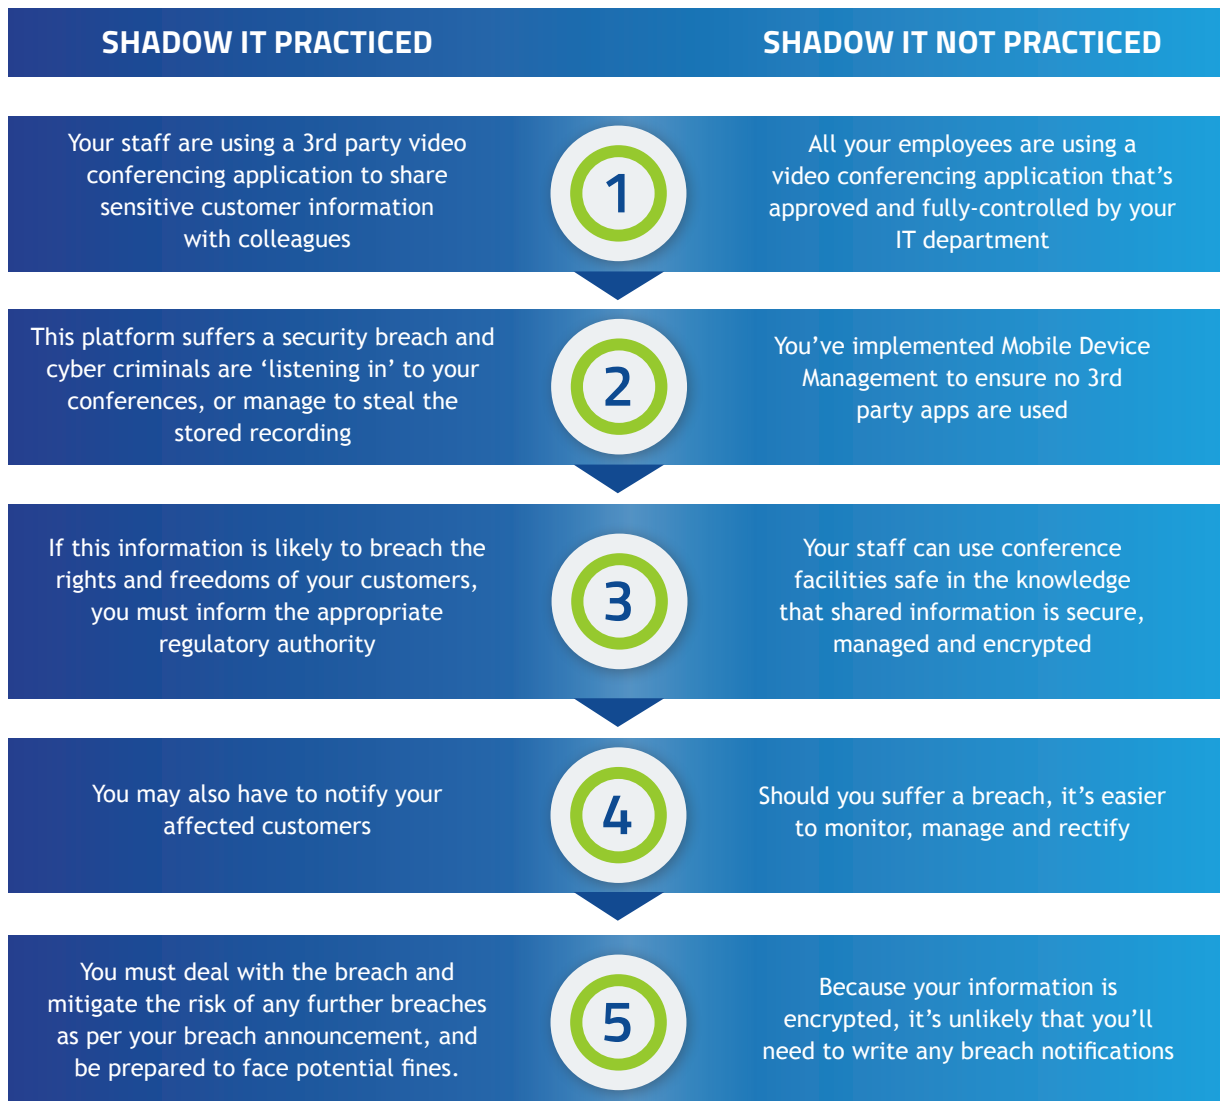 SHADOW IT PRACTICED
SHADOW IT NOT PRACTICED
Your staff are using a 3rd party video
conferencing application to share
sensitive customer information
with colleagues
1
All your employees are using a
video conferencing application that’s
approved and fully-controlled by your
IT department
This platform suffers a security breach and
cyber criminals are ‘listening in’ to your
conferences, or manage to steal the
stored recording
2
You’ve implemented Mobile Device
Management to ensure no 3rd
party apps are used
If this information is likely to breach the
rights and freedoms of your customers,
you must inform the appropriate
regulatory authority
3
Your staff can use conference
facilities safe in the knowledge
that shared information is secure,
managed and encrypted
You may also have to notify your
affected customers
4
Should you suffer a breach, it’s easier
to monitor, manage and rectify
You must deal with the breach and
mitigate the risk of any further breaches
as per your breach announcement, and
be prepared to face potential fines.
5
Because your information is
encrypted, it’s unlikely that you’ll
need to write any breach notifications